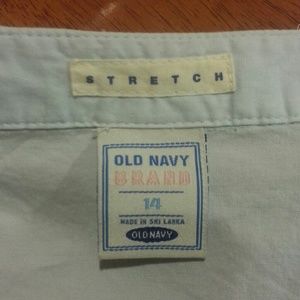 STRETCH
OLD NAVY
BRAND
14
MADE IN SRI LANKA
OLD NAVY